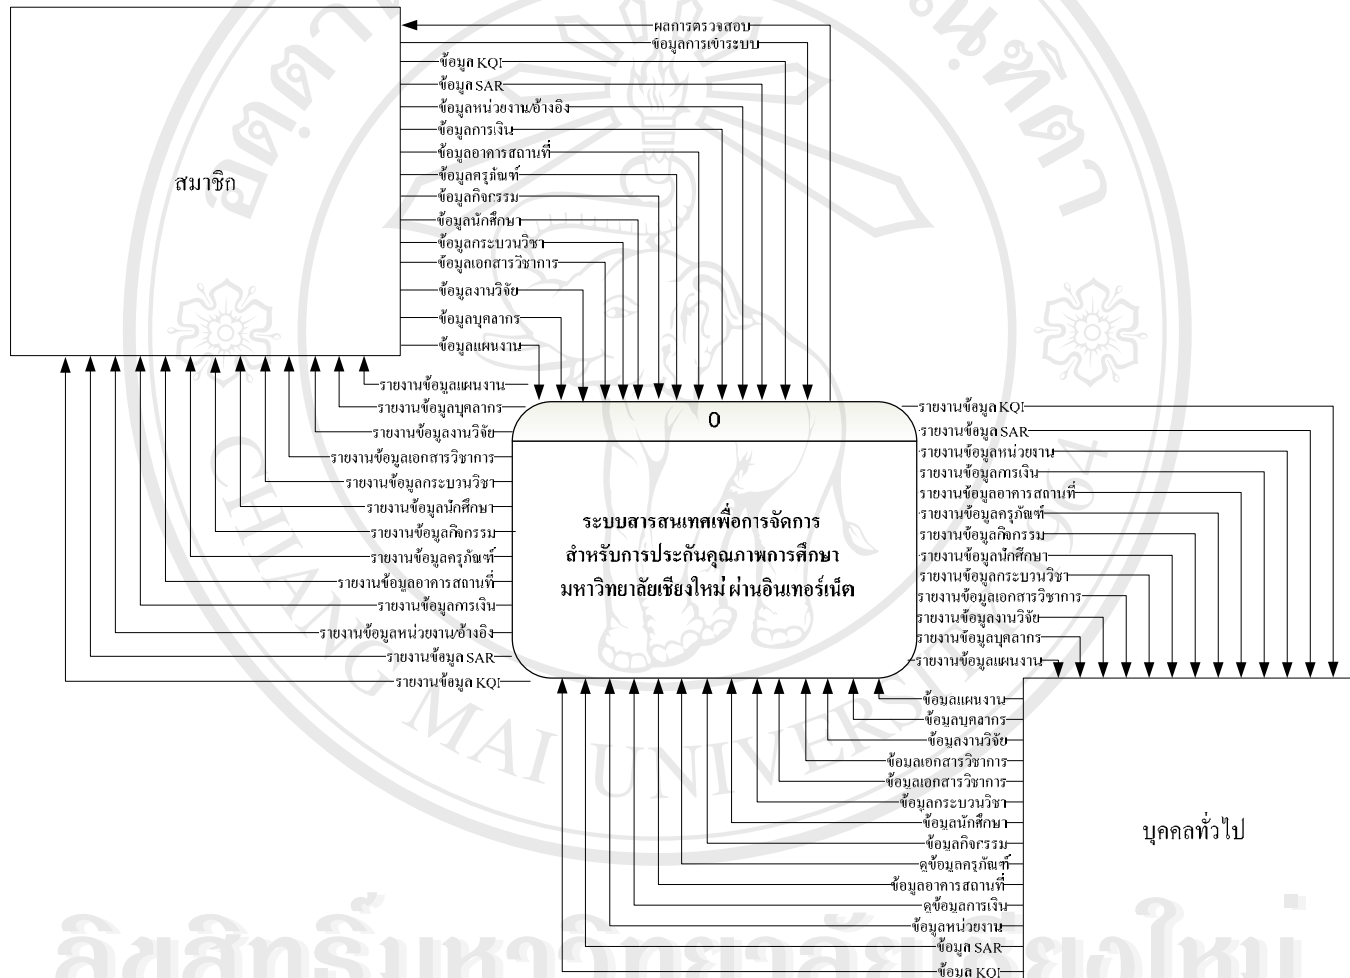 ผลการตรวจสอบ
ข้อมูลการเข้าระบบ
ข้อมูล KQI
ข้อมูล SAR
ข้อมูลหน่วยงาน/อ้างอิง
ข้อมูลการเงิน
ข้อมูลอาคารสถานที่
ข้อมูลครุภัณฑ์
ข้อมูลกิจกรรม
ข้อมูลนักศึกษา
ข้อมูลกระบวนวิชา
ข้อมูลเอกสารวิชาการ
ข้อมูลงานวิจัย
ข้อมูลบุคลากร
ข้อมูลแผนงาน
สมาชิก
รายงานข้อมูลแผนงาน
รายงานข้อมูลบุคลากร
รายงานข้อมูลงานวิจัย
รายงานข้อมูลเอกสารวิชาการ
รายงานข้อมูลกระบวนวิชา
รายงานข้อมูลนักศึกษา
รายงานข้อมูลกิจกรรม
รายงานข้อมูลครุภัณฑ์
รายงานข้อมูลอาคารสถานที่
รายงานข้อมูลการเงิน
รายงานข้อมูลหน่วยงาน/อ้างอิง
รายงานข้อมูล SAR
รายงานข้อมูล KQI
0
ระบบสารสนเทศเพื่อการจัดการ
สำหรับการประกันคุณภาพการศึกษา
มหาวิทยาลัยเชียงใหม่ ผ่านอินเทอร์เน็ต
รายงานข้อมูล KQI
รายงานข้อมูล SAR
รายงานข้อมูลหน่วยงาน
รายงานข้อมูลการเงิน
รายงานข้อมูลอาคารสถานที่
รายงานข้อมูลครุภัณฑ์
รายงานข้อมูลกิจกรรม
รายงานข้อมูลนักศึกษา
รายงานข้อมูลกระบวนวิชา
รายงานข้อมูลเอกสารวิชาการ
รายงานข้อมูลงานวิจัย
รายงานข้อมูลบุคลากร
รายงานข้อมูลแผนงาน
ข้อมูลแผนงาน
ข้อมูลบุคลากร
ข้อมูลงานวิจัย
ข้อมูลเอกสารวิชาการ
ข้อมูลเอกสารวิชาการ
ข้อมูลกระบวนวิชา
ข้อมูลนักศึกษา
ข้อมูลกิจกรรม
ดูข้อมูลครุภัณฑ์
ข้อมูลอาคารสถานที่
ดูข้อมูลการเงิน
ข้อมูลหน่วยงาน
ข้อมูล SAR
ข้อมูล KQI
บุคคลทั่วไป
CHIANG MAI UNIVERSITY 1964